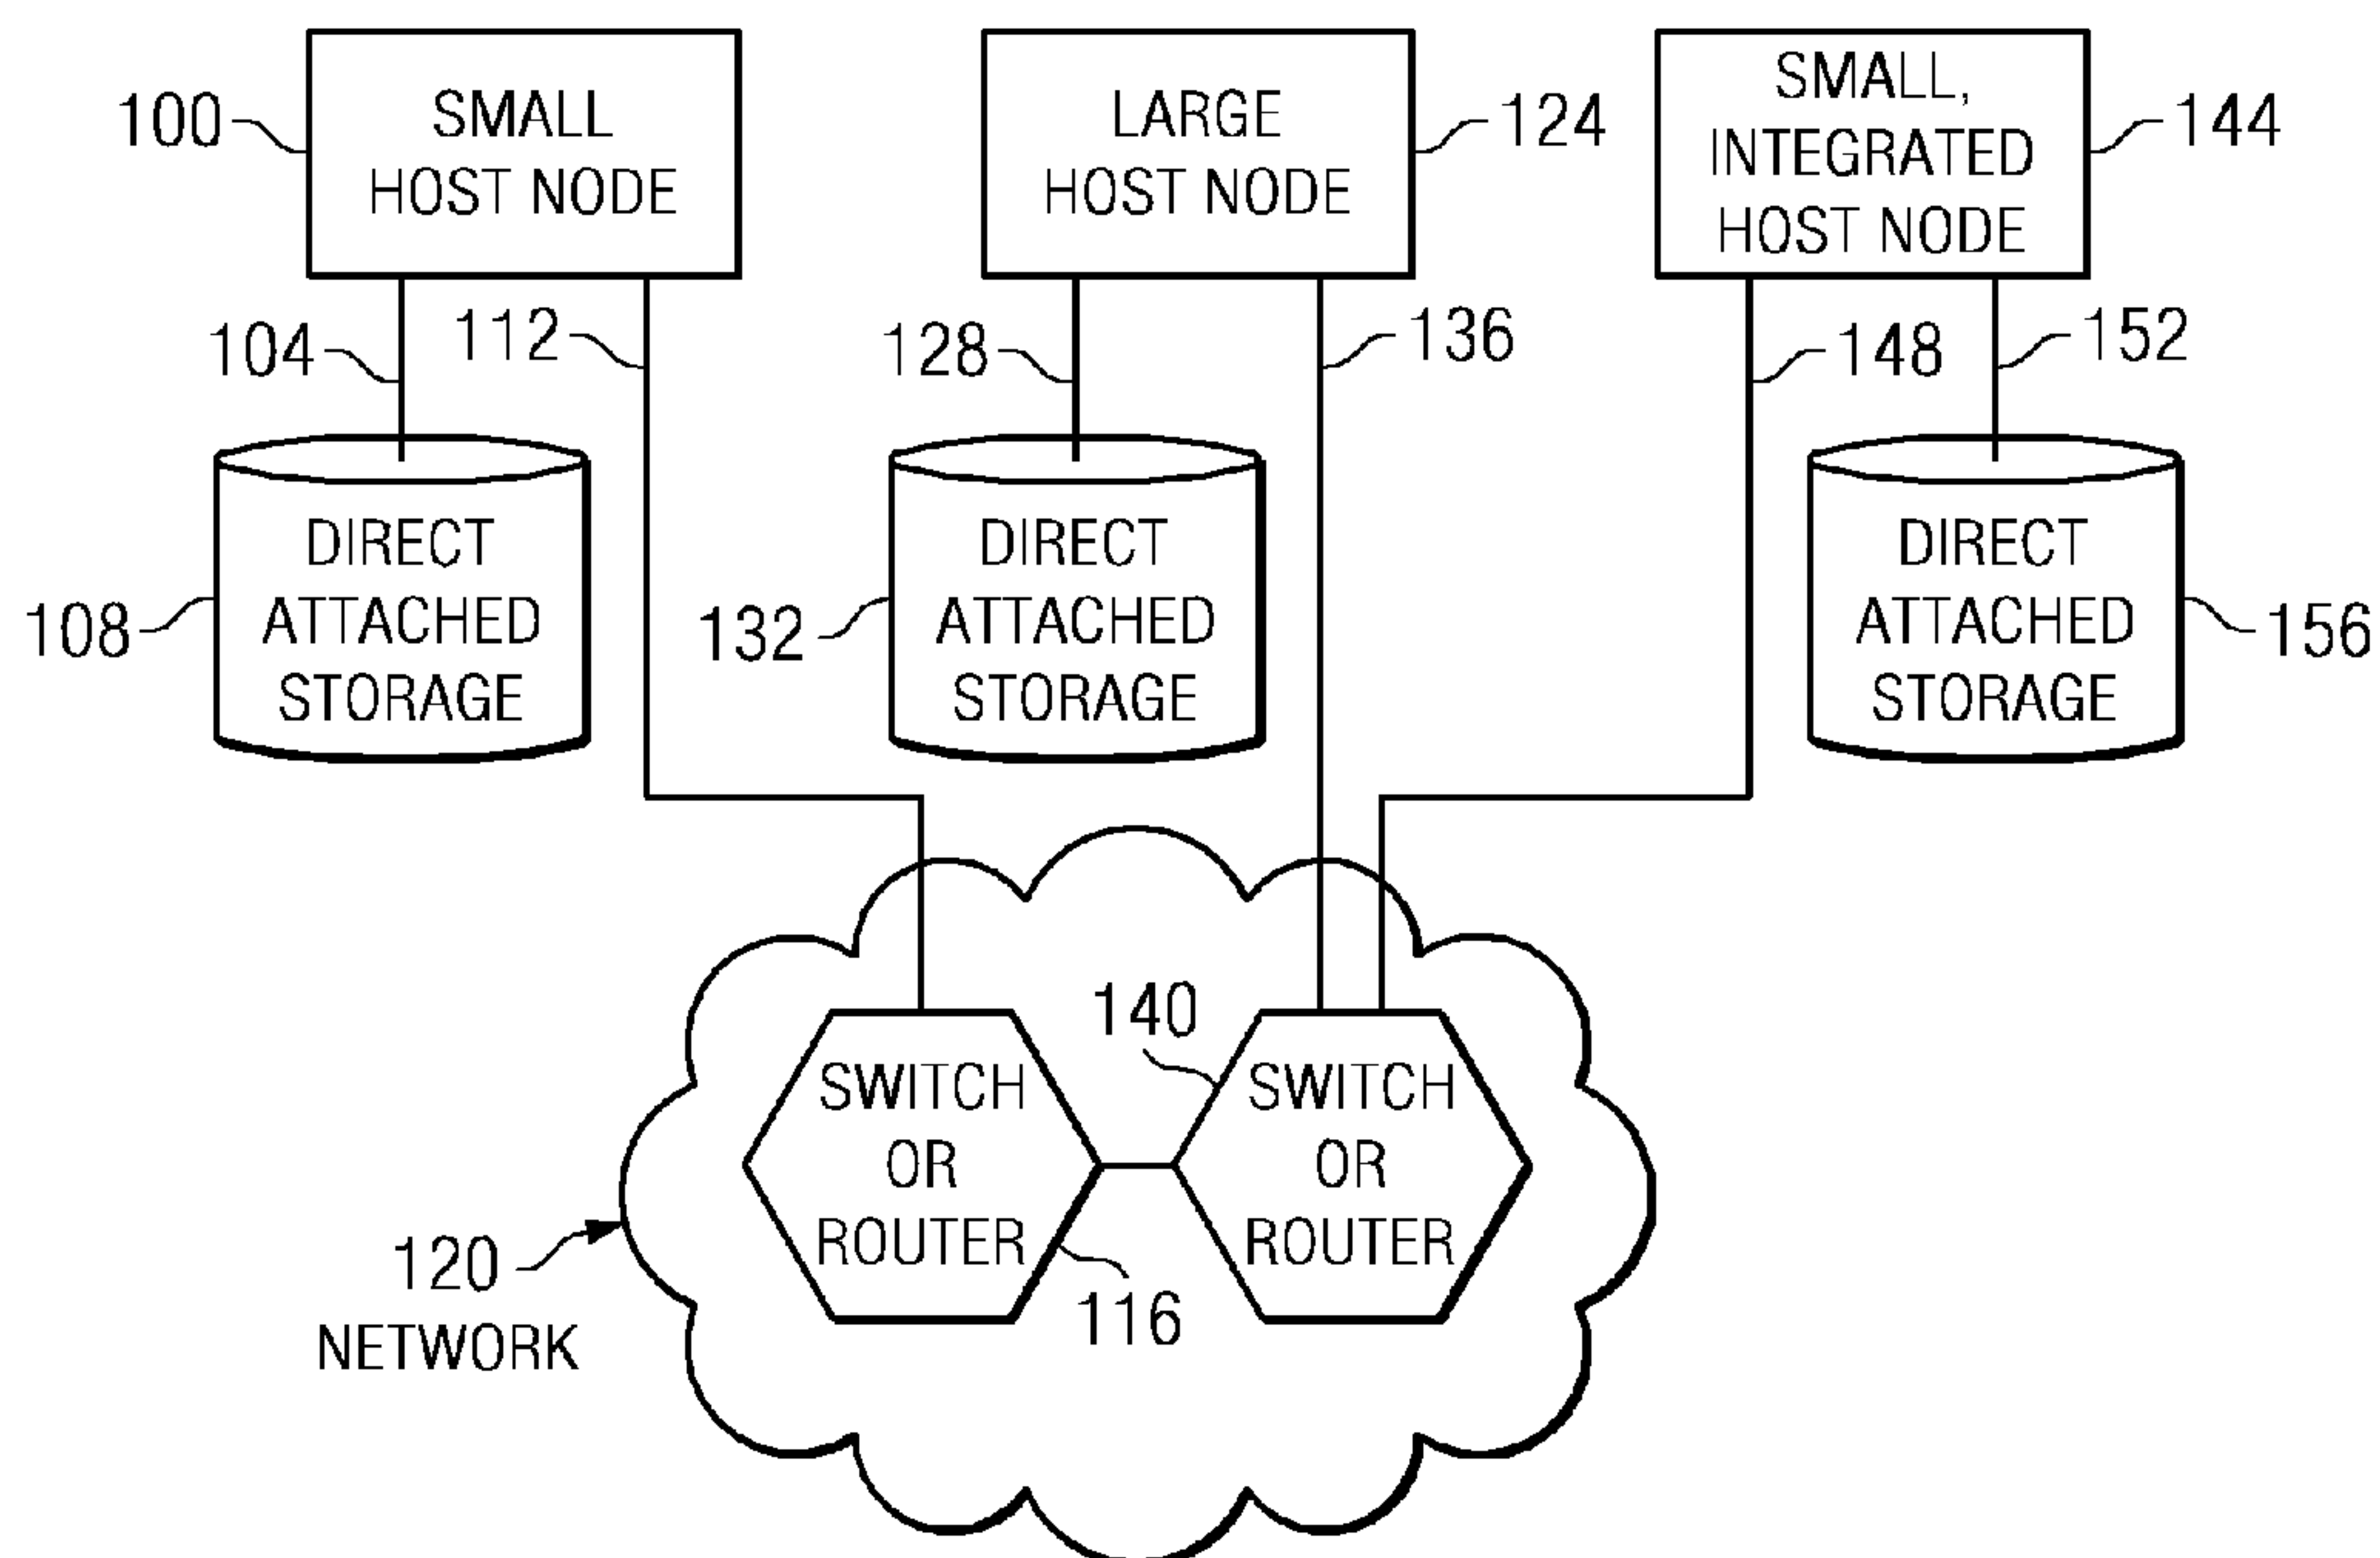 100
SMALL
HOST NODE
LARGE
HOST NODE
124
SMALL,
INTEGRATED
HOST NODE
144
104
112
128
136
148
152
108
DIRECT
ATTACHED
STORAGE
132
DIRECT
ATTACHED
STORAGE
DIRECT
ATTACHED
STORAGE
156
140
SWITCH
OR
ROUTER
SWITCH
OR
ROUTER
120
NETWORK
116